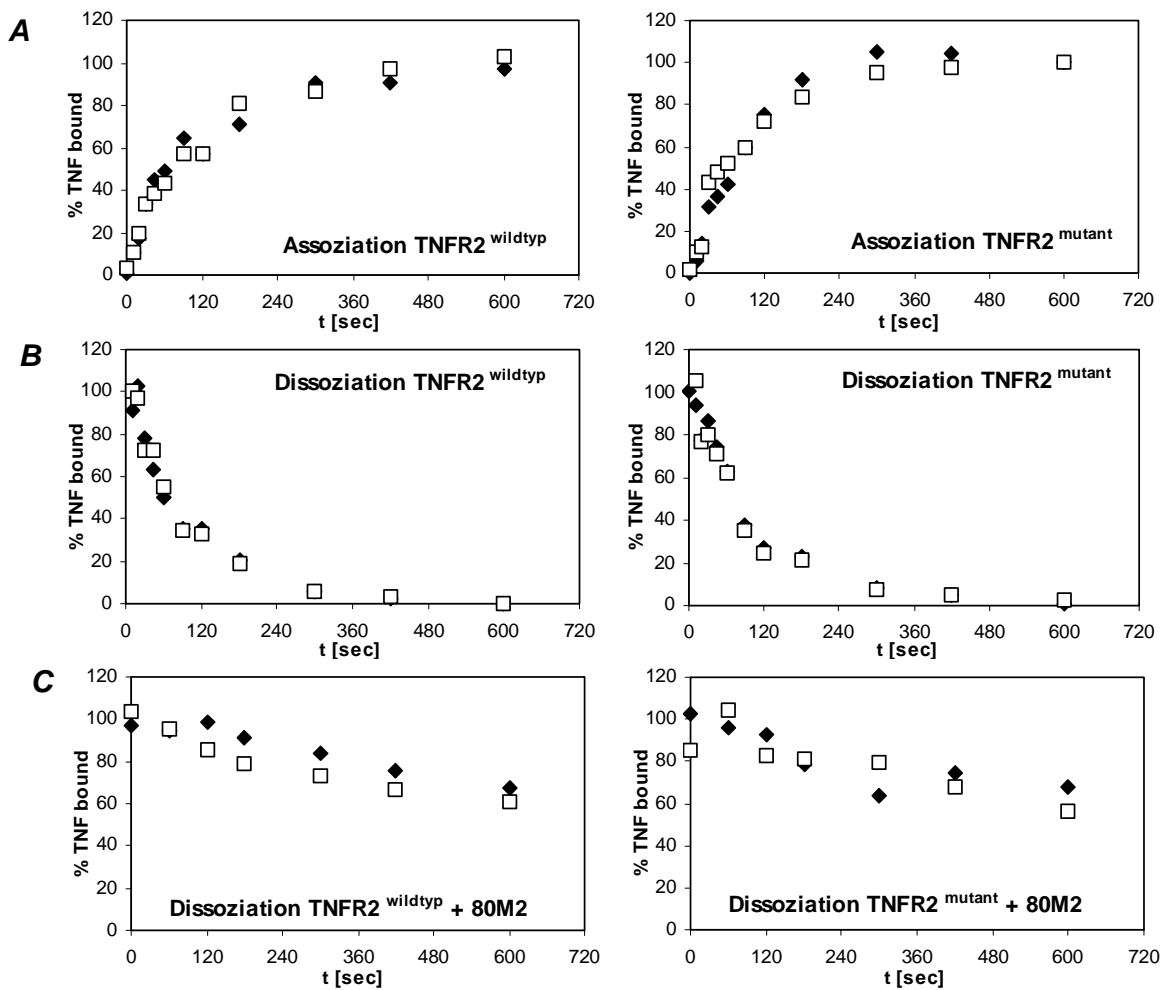 A
120
100
80
60
40
20
0
% TNF bound
Assoziation TNFR2 wildtyp
0 120 240 360 480 600 720
t [sec]
120
100
80
60
40
20
0
% TNF bound
Assoziation TNFR2 mutant
0 120 240 360 480 600 720
t [sec]
B
120
100
80
60
40
20
0
% TNF bound
Dissoziation TNFR2 wildtyp
0 120 240 360 480 600 720
t [sec]
120
100
80
60
40
20
0
% TNF bound
Dissoziation TNFR2 mutant
0 120 240 360 480 600 720
t [sec]
C
120
100
80
60
40
20
0
% TNF bound
Dissoziation TNFR2 wildtyp + 80M2
0 120 240 360 480 600 720
t [sec]
120
100
80
60
40
20
0
% TNF bound
Dissoziation TNFR2 mutant + 80M2
0 120 240 360 480 600 720
t [sec]